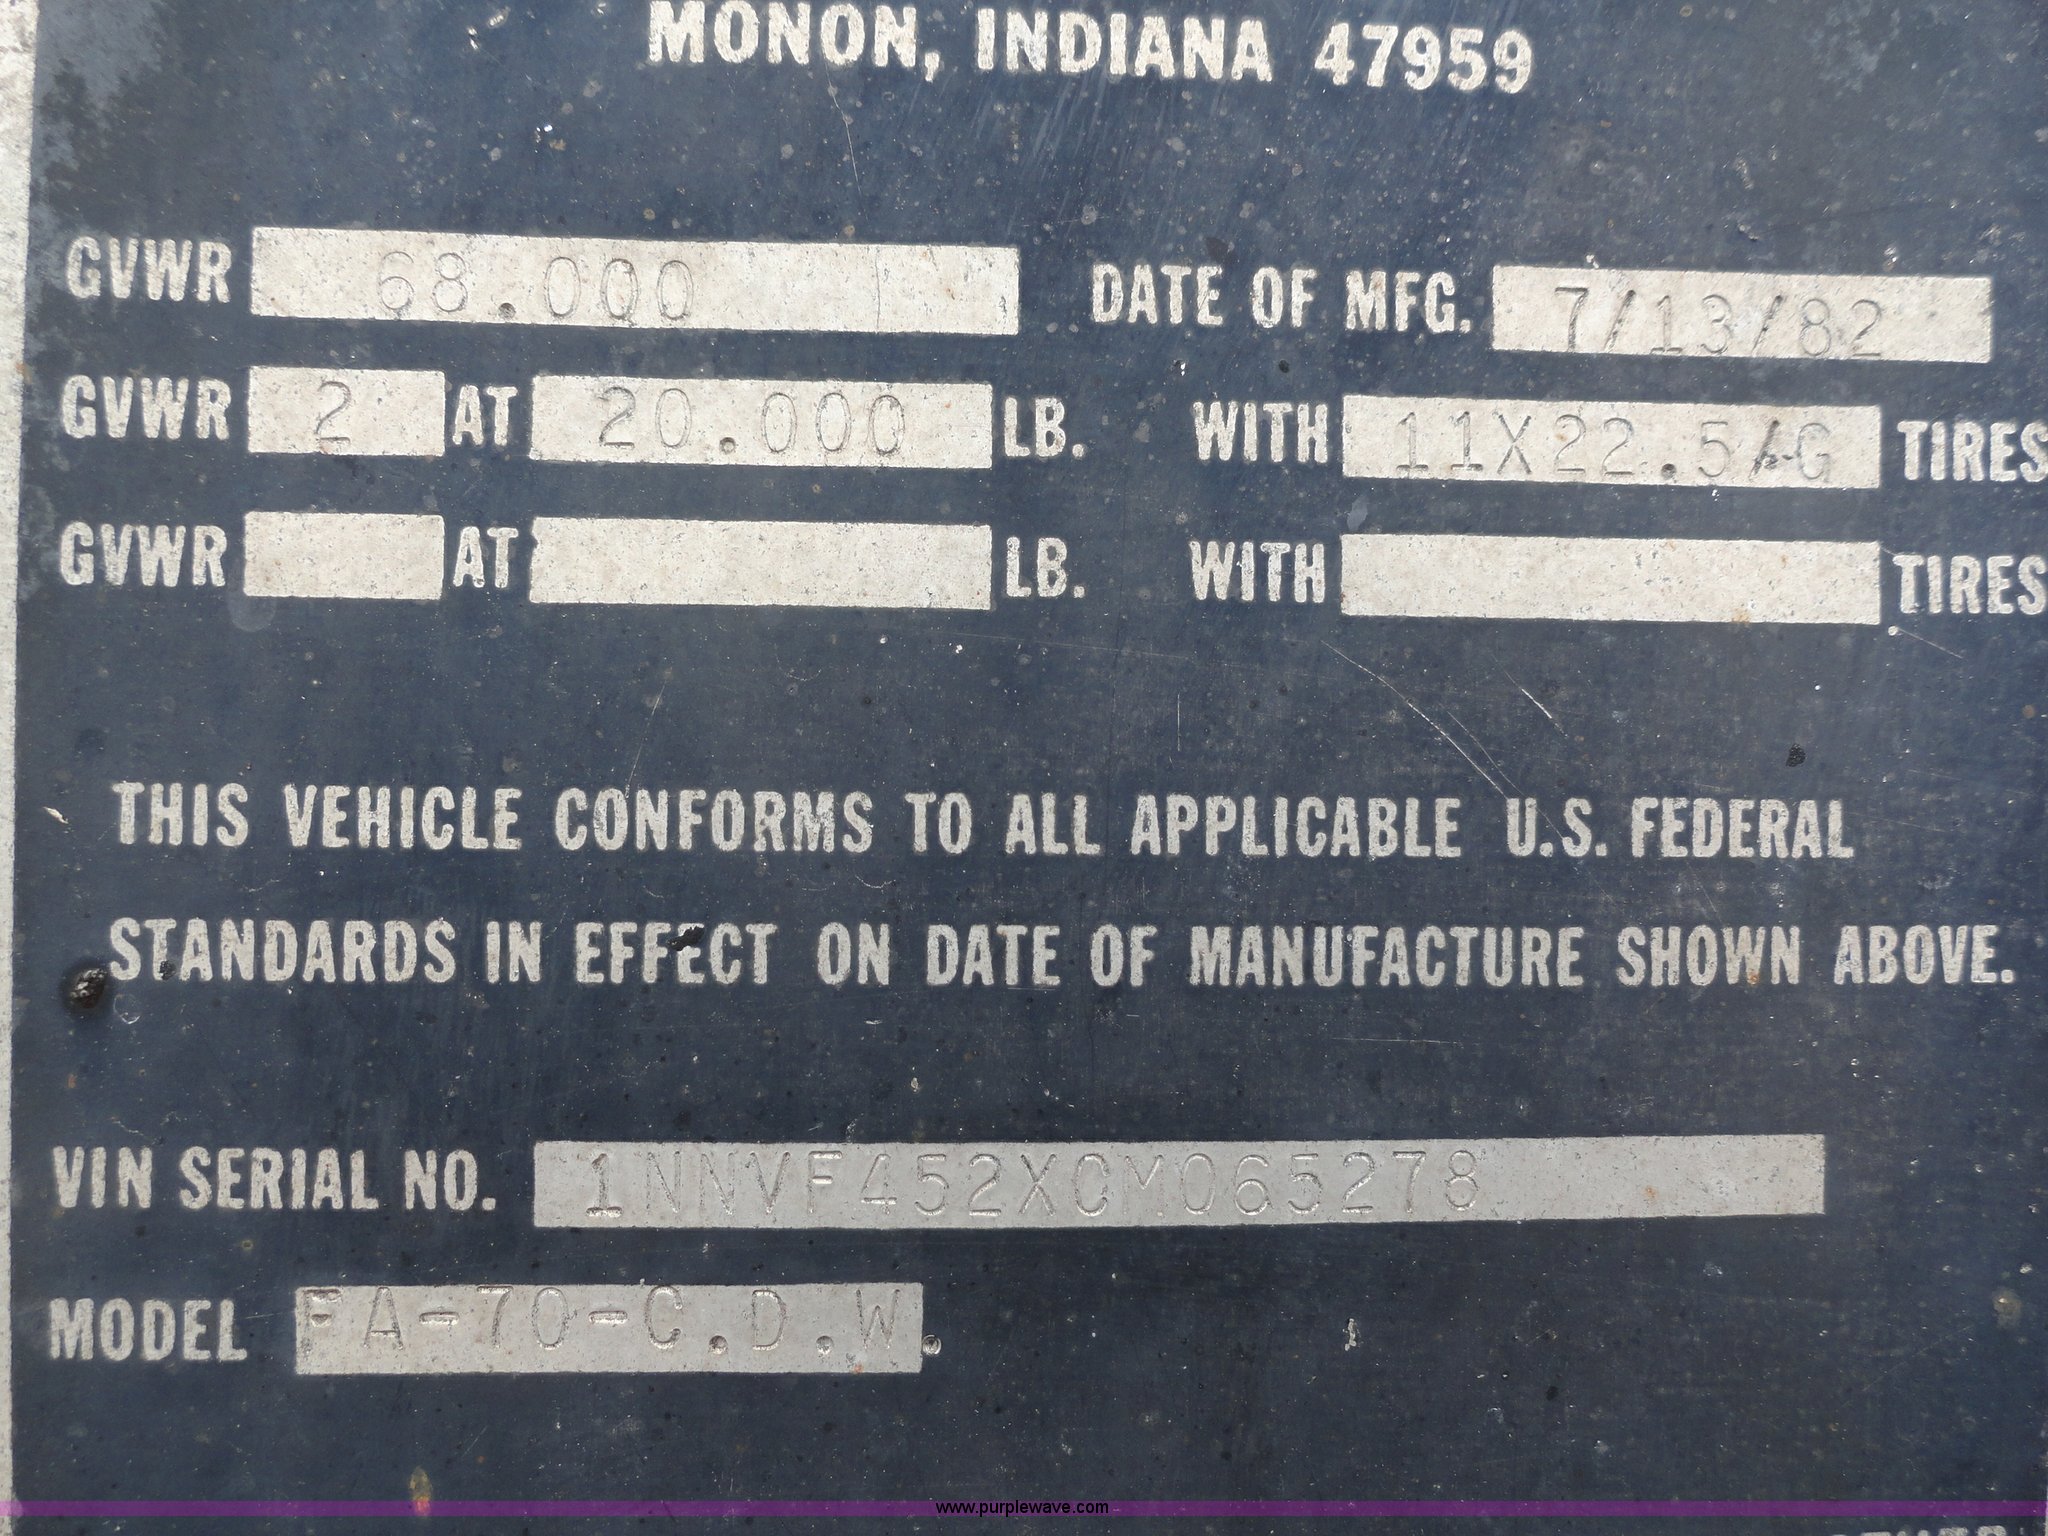 MONON, INDIANA 47959
GVWR 68.000 DATE OF MFG. 7/13/82
GVWR 2 AT 20.000 LB. WITH 11X22.5/G TIRES
GVWR AT LB. WITH TIRES
THIS VEHICLE CONFORMS TO ALL APPLICABLE U.S. FEDERAL
STANDARDS IN EFFECT ON DATE OF MANUFACTURE SHOWN ABOVE.
VIN SERIAL NO. 1NNVF452XCM065278
MODEL FA-70-C.D.W.
www.purplewave.com